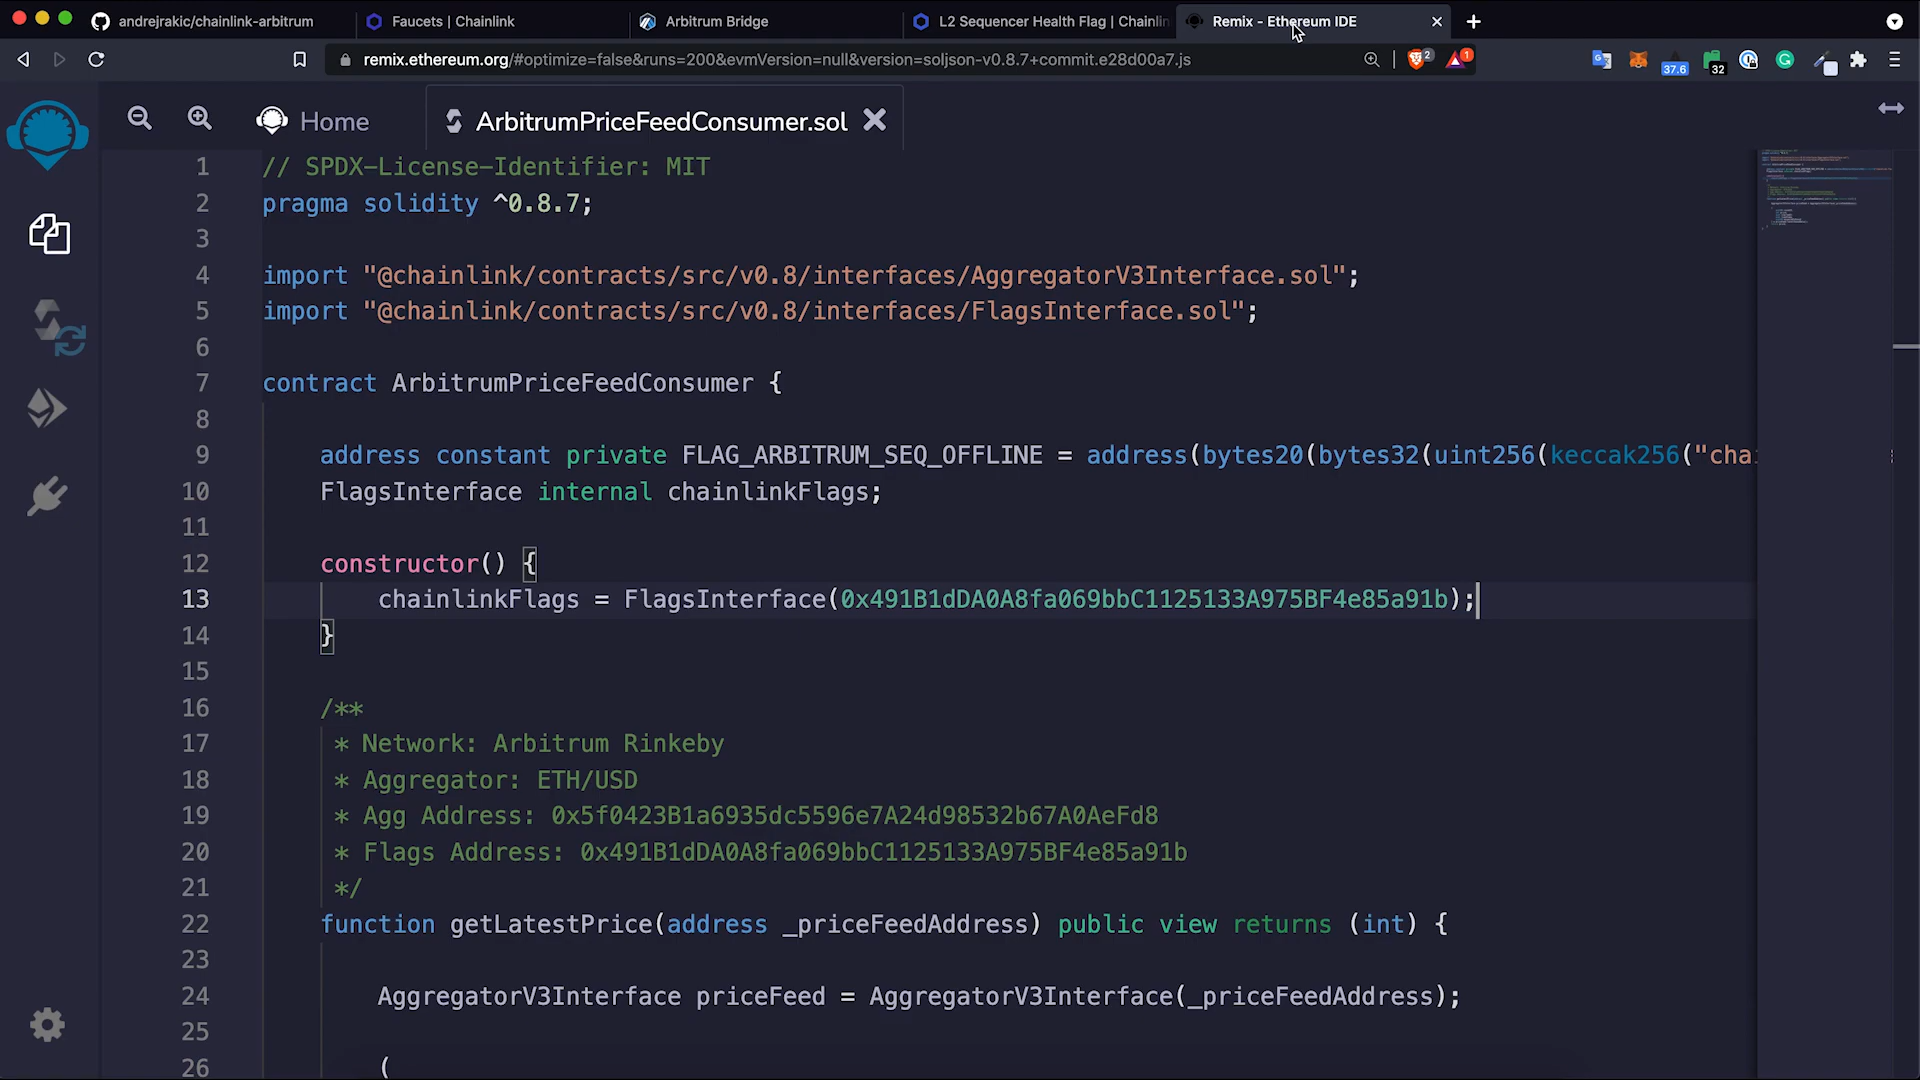 andrejrakic/chainlink-arbitrum
Faucets | Chainlink
Arbitrum Bridge
L2 Sequencer Health Flag | Chainlin
Remix - Ethereum IDE
remix.ethereum.org/#optimize=false&runs=200&evmVersion=null&version=soljson-v0.8.7+commit.e28d00a7.js
2
1
37.6
32
Home
ArbitrumPriceFeedConsumer.sol
1 // SPDX-License-Identifier: MIT
2 pragma solidity ^0.8.7;
3
4 import "@chainlink/contracts/src/v0.8/interfaces/AggregatorV3Interface.sol";
5 import "@chainlink/contracts/src/v0.8/interfaces/FlagsInterface.sol";
6
7 contract ArbitrumPriceFeedConsumer {
8
9 address constant private FLAG_ARBITRUM_SEQ_OFFLINE = address(bytes20(bytes32(uint256(keccak256("cha
10 FlagsInterface internal chainlinkFlags;
11
12 constructor() {
13 chainlinkFlags = FlagsInterface(0x491B1dDA0A8fa069bbC1125133A975BF4e85a91b);
14 }
15
16 /**
17 * Network: Arbitrum Rinkeby
18 * Aggregator: ETH/USD
19 * Agg Address: 0x5f0423B1a6935dc5596e7A24d98532b67A0AeFd8
20 * Flags Address: 0x491B1dDA0A8fa069bbC1125133A975BF4e85a91b
21 */
22 function getLatestPrice(address _priceFeedAddress) public view returns (int) {
23
24 AggregatorV3Interface priceFeed = AggregatorV3Interface(_priceFeedAddress);
25
26 (